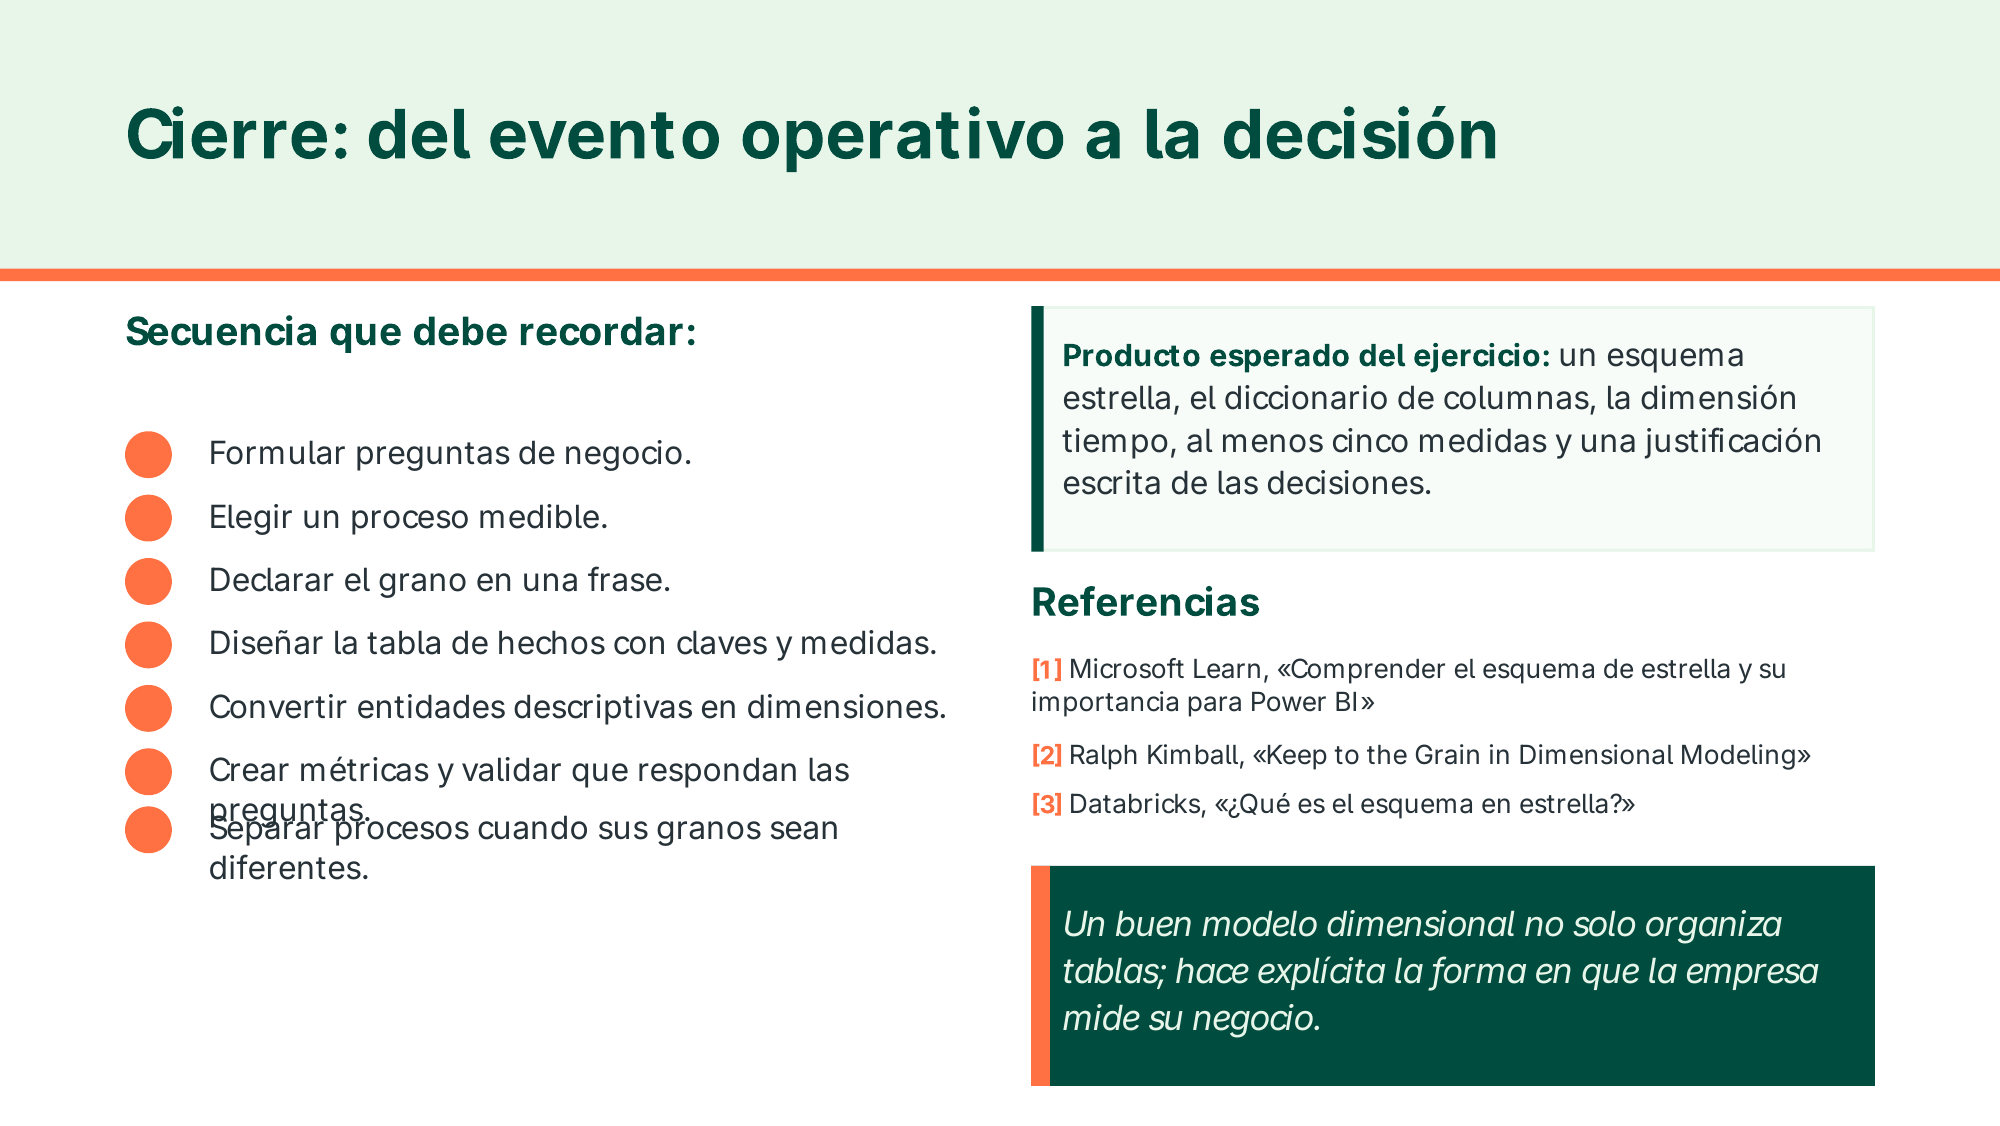 Cierre: del evento operativo a la decisión
Secuencia que debe recordar:
Formular preguntas de negocio.
Elegir un proceso medible.
Declarar el grano en una frase.
Diseñar la tabla de hechos con claves y medidas.
Convertir entidades descriptivas en dimensiones.
Crear métricas y validar que respondan las
preguntas.
Separar procesos cuando sus granos sean
diferentes.
Producto esperado del ejercicio: un esquema
estrella, el diccionario de columnas, la dimensión
tiempo, al menos cinco medidas y una justificación
escrita de las decisiones.
Referencias
[1] Microsoft Learn, «Comprender el esquema de estrella y su
importancia para Power BI»
[2] Ralph Kimball, «Keep to the Grain in Dimensional Modeling»
[3] Databricks, «¿Qué es el esquema en estrella?»
Un buen modelo dimensional no solo organiza
tablas; hace explícita la forma en que la empresa
mide su negocio.